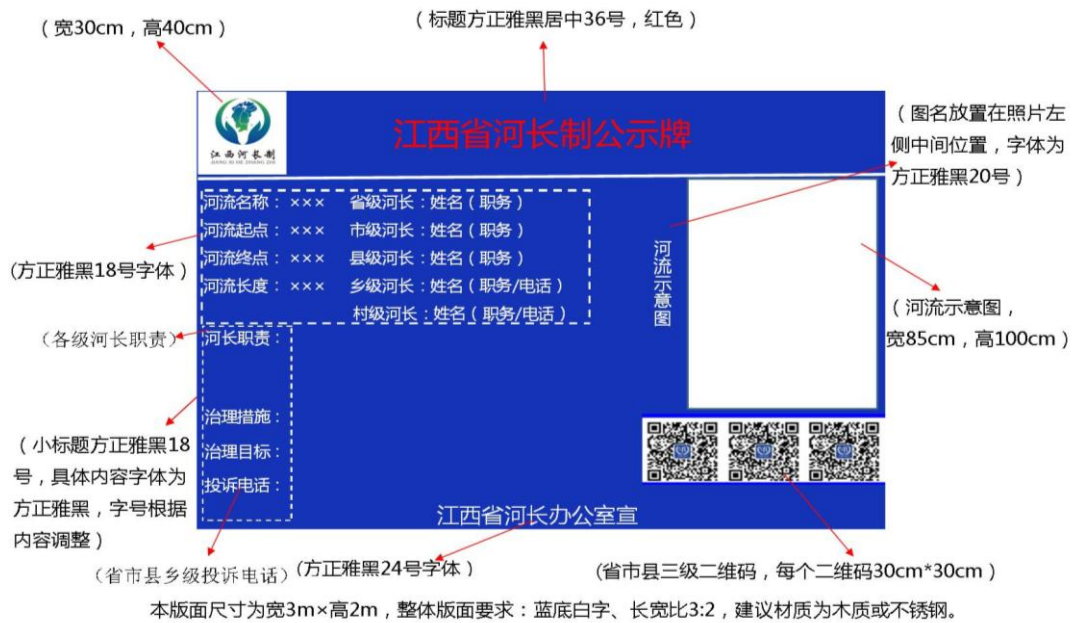 （宽30cm，高40cm）
（标题方正雅黑居中36号，红色）
江西河长制
JIANG XI HE ZHANG ZHI
江西省河长制公示牌
（图名放置在照片左
侧中间位置，字体为
方正雅黑20号）
河流名称：××× 省级河长：姓名（职务）
河流起点：××× 市级河长：姓名（职务）
河流终点：××× 县级河长：姓名（职务）
河流长度：××× 乡级河长：姓名（职务/电话）
村级河长：姓名（职务/电话）
(方正雅黑18号字体）
河流示意图
（河流示意图，
宽85cm，高100cm）
（各级河长职责）
河长职责：
治理措施：
治理目标：
投诉电话：
（小标题方正雅黑18
号，具体内容字体为
方正雅黑，字号根据
内容调整）
江西省河长办公室宣
（省市县乡级投诉电话）
(方正雅黑24号字体）
(省市县三级二维码，每个二维码30cm*30cm）
本版面尺寸为宽3m×高2m，整体版面要求：蓝底白字、长宽比3:2，建议材质为木质或不锈钢。